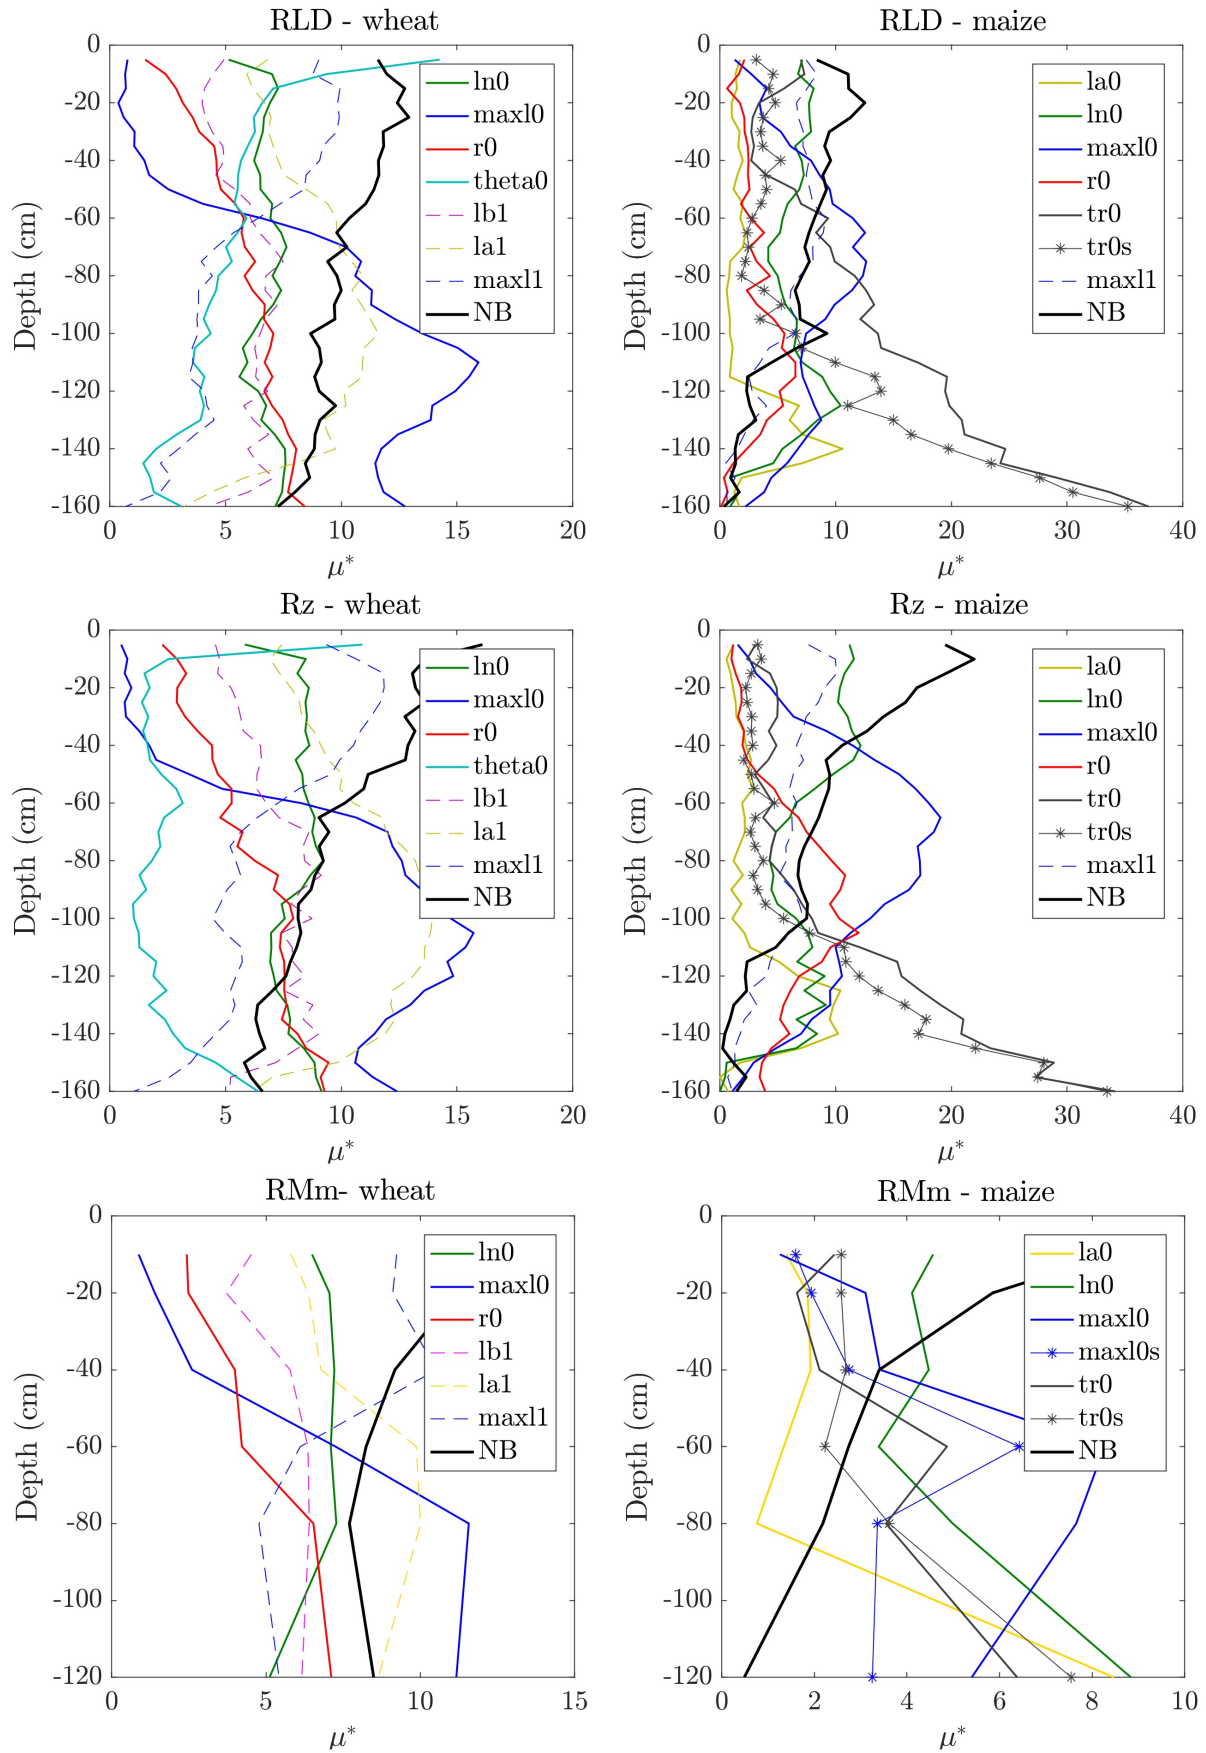 RLD - wheat
0
-20
-40
-60
-80
-100
-120
-140
-160
Depth (cm)
0 5 10 15 20
μ*
ln0
maxl0
r0
theta0
lb1
la1
maxl1
NB
RLD - maize
0
-20
-40
-60
-80
-100
-120
-140
-160
Depth (cm)
0 10 20 30 40
μ*
la0
ln0
maxl0
r0
tr0
tr0s
maxl1
NB
Rz - wheat
0
-20
-40
-60
-80
-100
-120
-140
-160
Depth (cm)
0 5 10 15 20
μ*
ln0
maxl0
r0
theta0
lb1
la1
maxl1
NB
Rz - maize
0
-20
-40
-60
-80
-100
-120
-140
-160
Depth (cm)
0 10 20 30 40
μ*
la0
ln0
maxl0
r0
tr0
tr0s
maxl1
NB
RMm- wheat
0
-20
-40
-60
-80
-100
-120
Depth (cm)
0 5 10 15
μ*
ln0
maxl0
r0
lb1
la1
maxl1
NB
RMm - maize
0
-20
-40
-60
-80
-100
-120
Depth (cm)
0 2 4 6 8 10
μ*
la0
ln0
maxl0
maxl0s
tr0
tr0s
NB